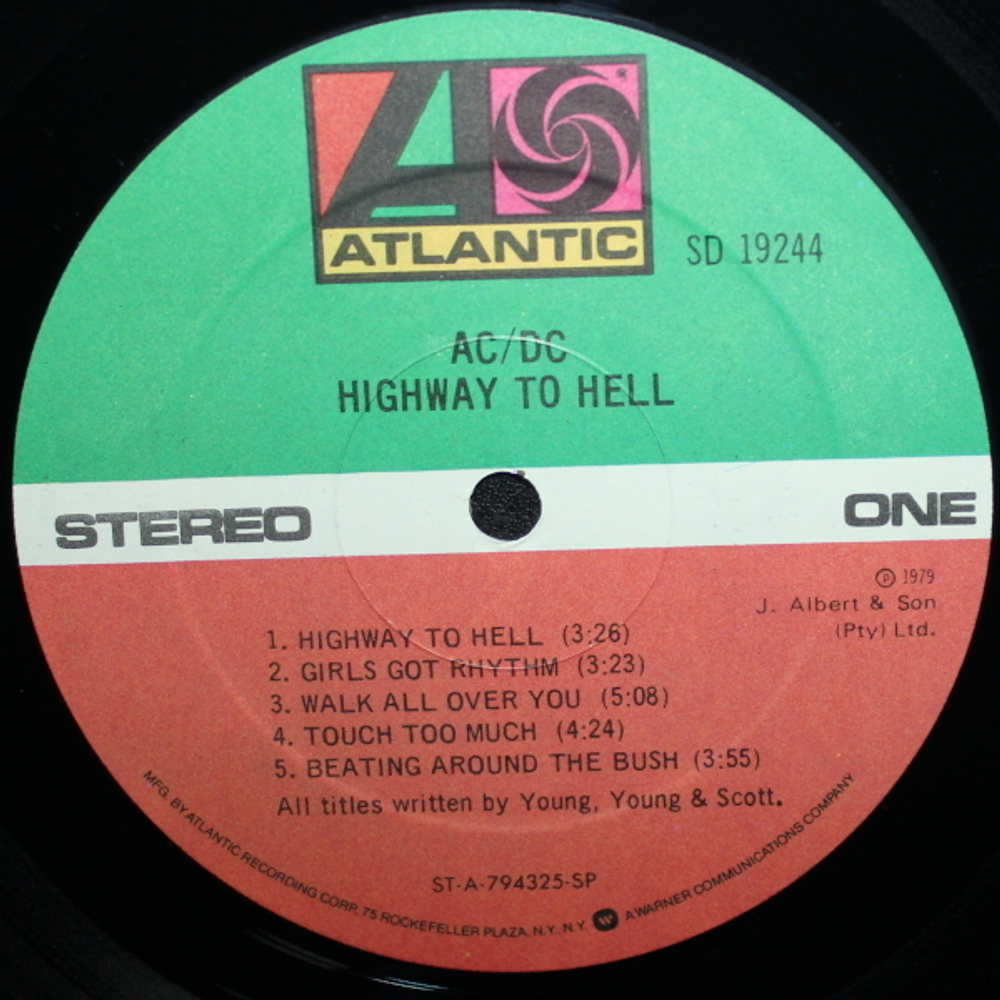 ATLANTIC
SD 19244
AC/DC
HIGHWAY TO HELL
STEREO
ONE
Ⓟ 1979
J. Albert & Son
(Pty) Ltd.
1. HIGHWAY TO HELL (3:26)
2. GIRLS GOT RHYTHM (3:23)
3. WALK ALL OVER YOU (5:08)
4. TOUCH TOO MUCH (4:24)
5. BEATING AROUND THE BUSH (3:55)
All titles written by Young, Young & Scott.
ST-A-794325-SP
MFG. BY ATLANTIC RECORDING CORP. 75 ROCKEFELLER PLAZA, N.Y. N.Y. W A WARNER COMMUNICATIONS COMPANY